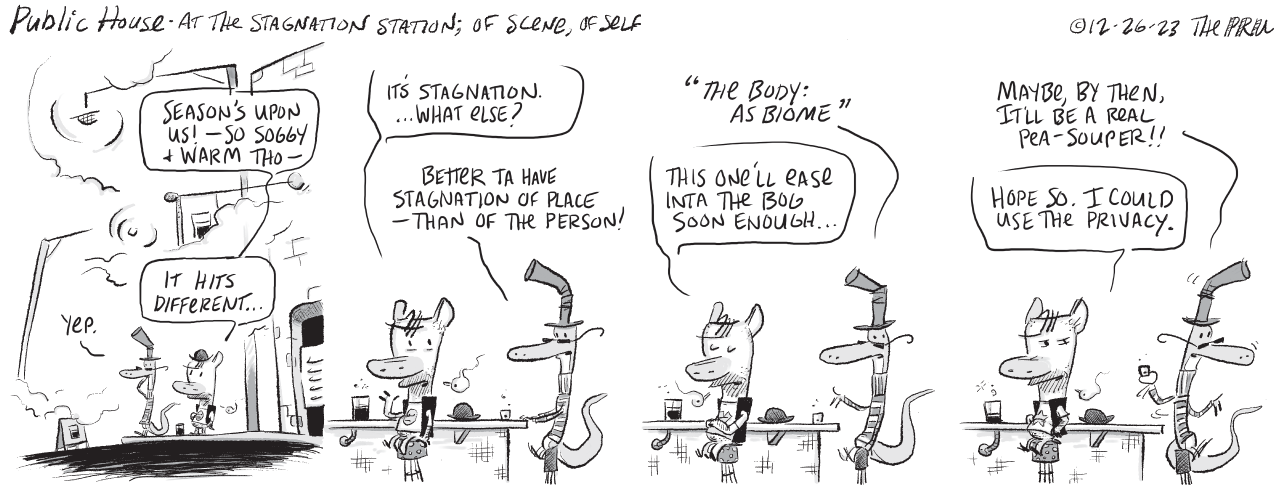 Public House - AT THE STAGNATION STATION; OF SCENE, OF SELF
©12-26-23
SEASON'S UPON
US! — SO SOGGY
& WARM THO —
IT HITS
DIFFERENT...
YEP.
IT'S STAGNATION.
...WHAT ELSE?
BETTER TA HAVE
STAGNATION OF PLACE
— THAN OF THE PERSON!
"THE BODY:
AS BIOME"
THIS ONE'LL EASE
INTA THE BOG
SOON ENOUGH...
MAYBE, BY THEN,
IT'LL BE A REAL
PEA-SOUPER!!
HOPE SO. I COULD
USE THE PRIVACY.